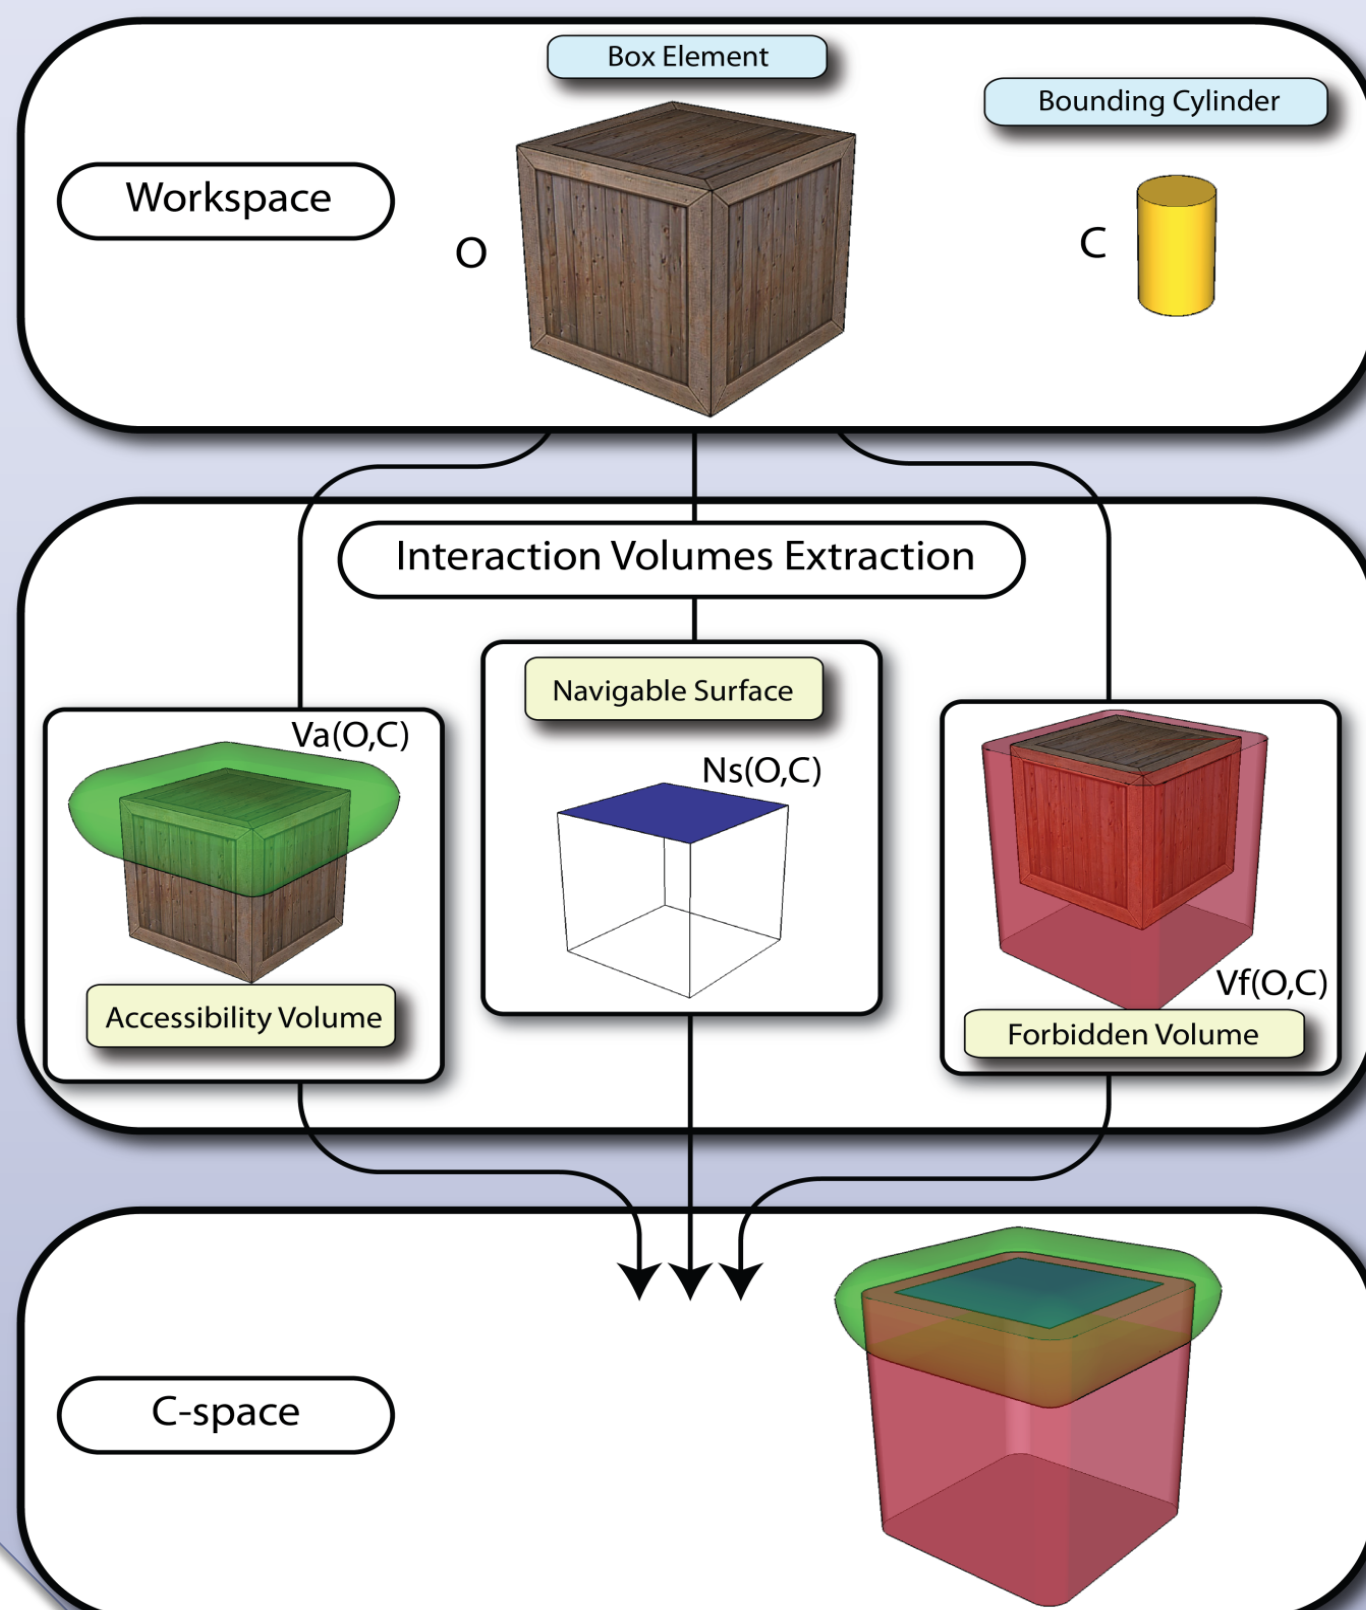 Box Element
Bounding Cylinder
Workspace
O
C
Interaction Volumes Extraction
Navigable Surface
Va(O,C)
Ns(O,C)
Vf(O,C)
Accessibility Volume
Forbidden Volume
C-space